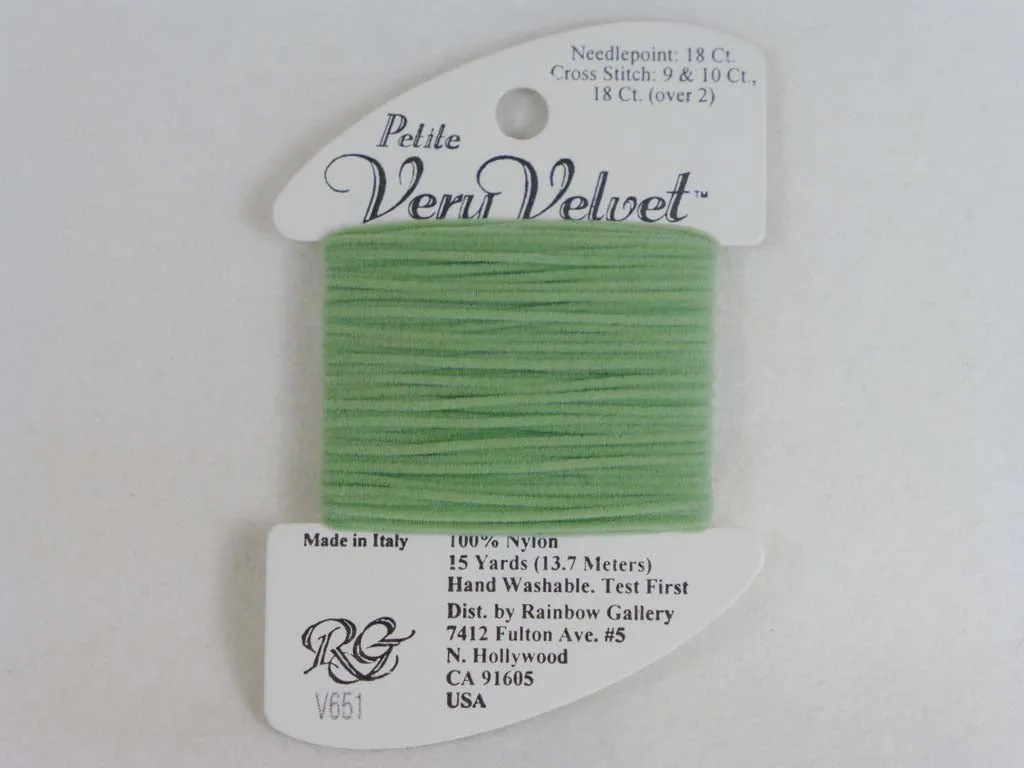 Needlepoint: 18 Ct.
Cross Stitch: 9 & 10 Ct.,
18 Ct. (over 2)
Petite
Very Velvet™
Made in Italy
100% Nylon
15 Yards (13.7 Meters)
Hand Washable. Test First
Dist. by Rainbow Gallery
7412 Fulton Ave. #5
N. Hollywood
CA 91605
USA
RG
V651